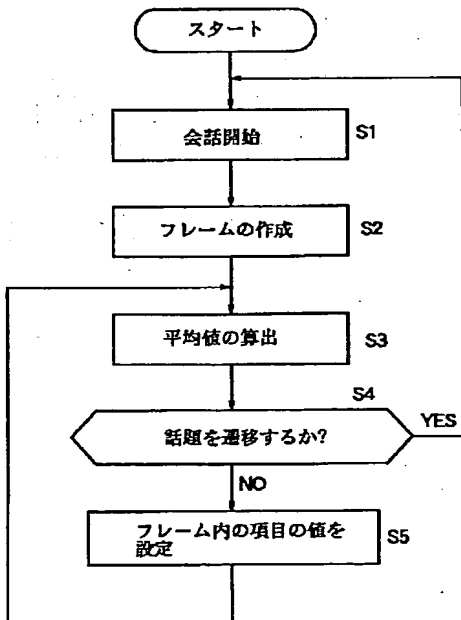 スタート
会話開始
S1
フレームの作成
S2
平均値の算出
S3
S4
話題を遷移するか?
YES
NO
フレーム内の項目の値を
設定
S5